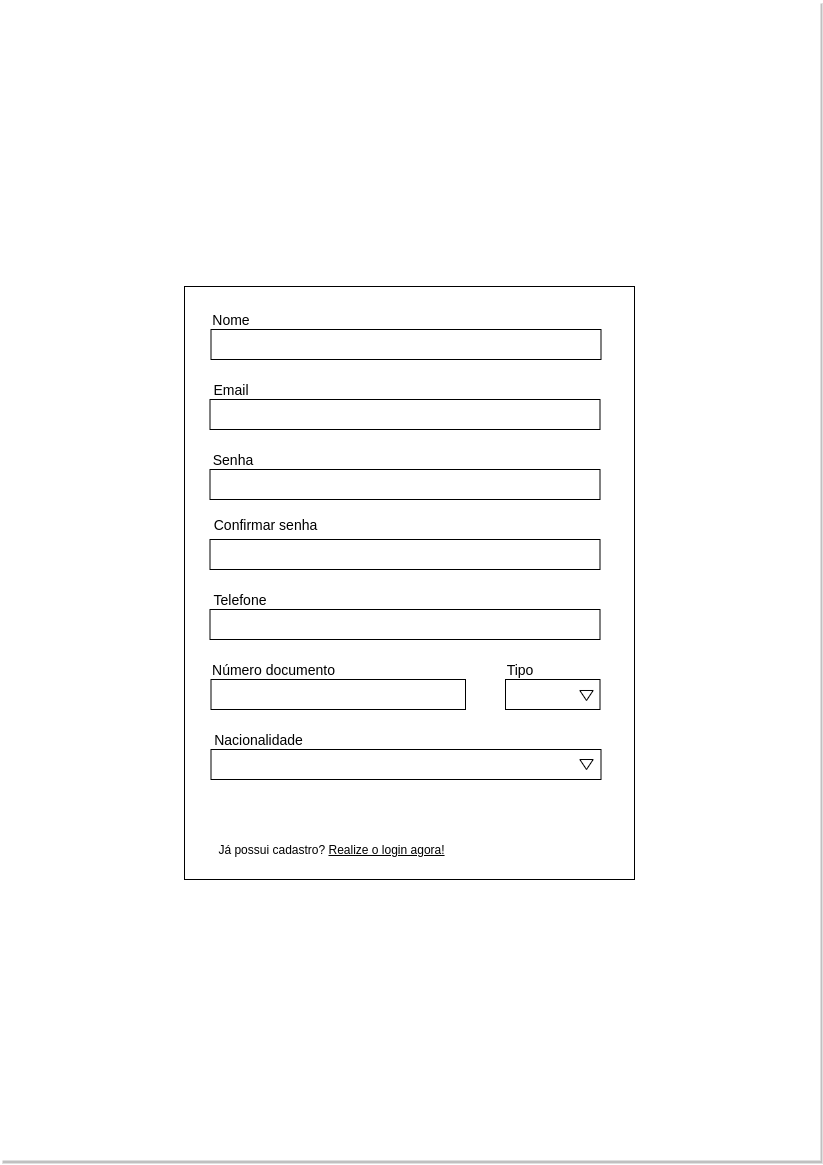 Nome
Email
Senha
Confirmar senha
Telefone
Número documento Tipo
Nacionalidade
Já possui cadastro? Realize o login agora!